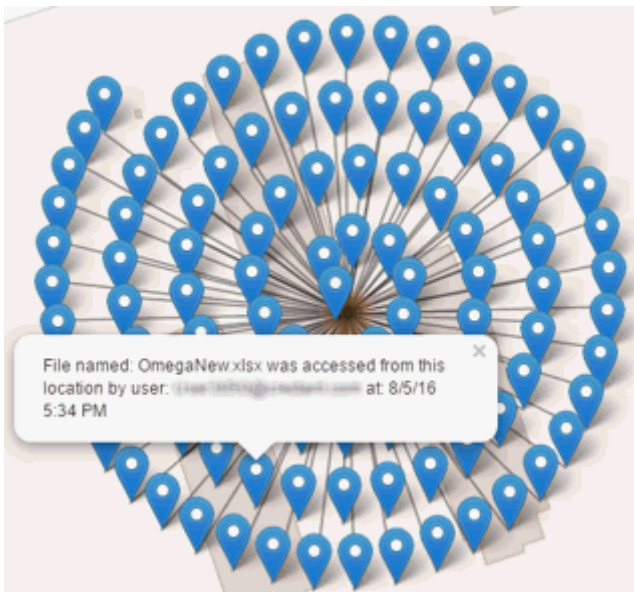 File named: OmegaNew.xlsx was accessed from this
location by user: at: 8/5/16
5:34 PM